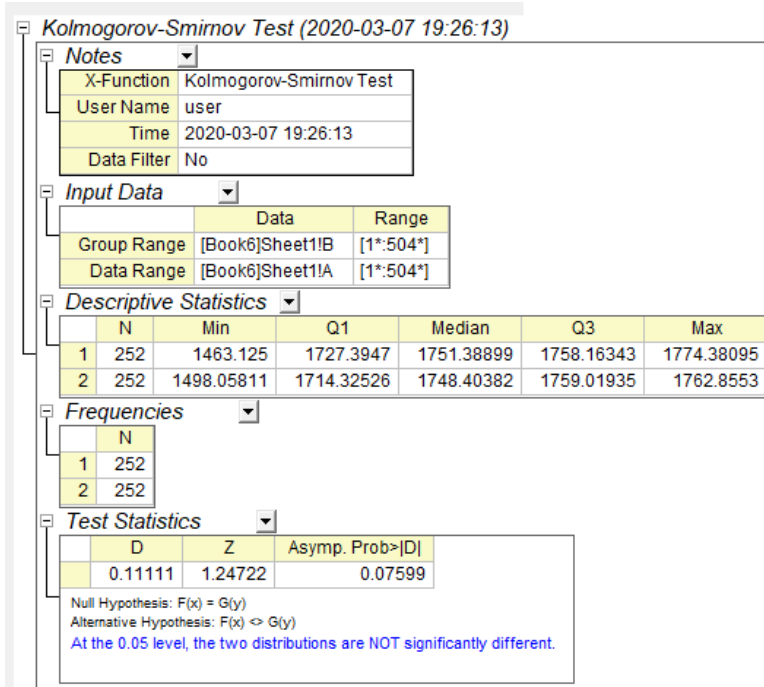 Kolmogorov-Smirnov Test (2020-03-07 19:26:13)
Notes
X-Function Kolmogorov-Smirnov Test
User Name user
Time 2020-03-07 19:26:13
Data Filter No
Input Data
Data Range
Group Range [Book6]Sheet1!B [1*:504*]
Data Range [Book6]Sheet1!A [1*:504*]
Descriptive Statistics
N Min Q1 Median Q3 Max
1 252 1463.125 1727.3947 1751.38899 1758.16343 1774.38095
2 252 1498.05811 1714.32526 1748.40382 1759.01935 1762.8553
Frequencies
N
1 252
2 252
Test Statistics
D Z Asymp. Prob>|D|
0.11111 1.24722 0.07599
Null Hypothesis: F(x) = G(y)
Alternative Hypothesis: F(x) <> G(y)
At the 0.05 level, the two distributions are NOT significantly different.